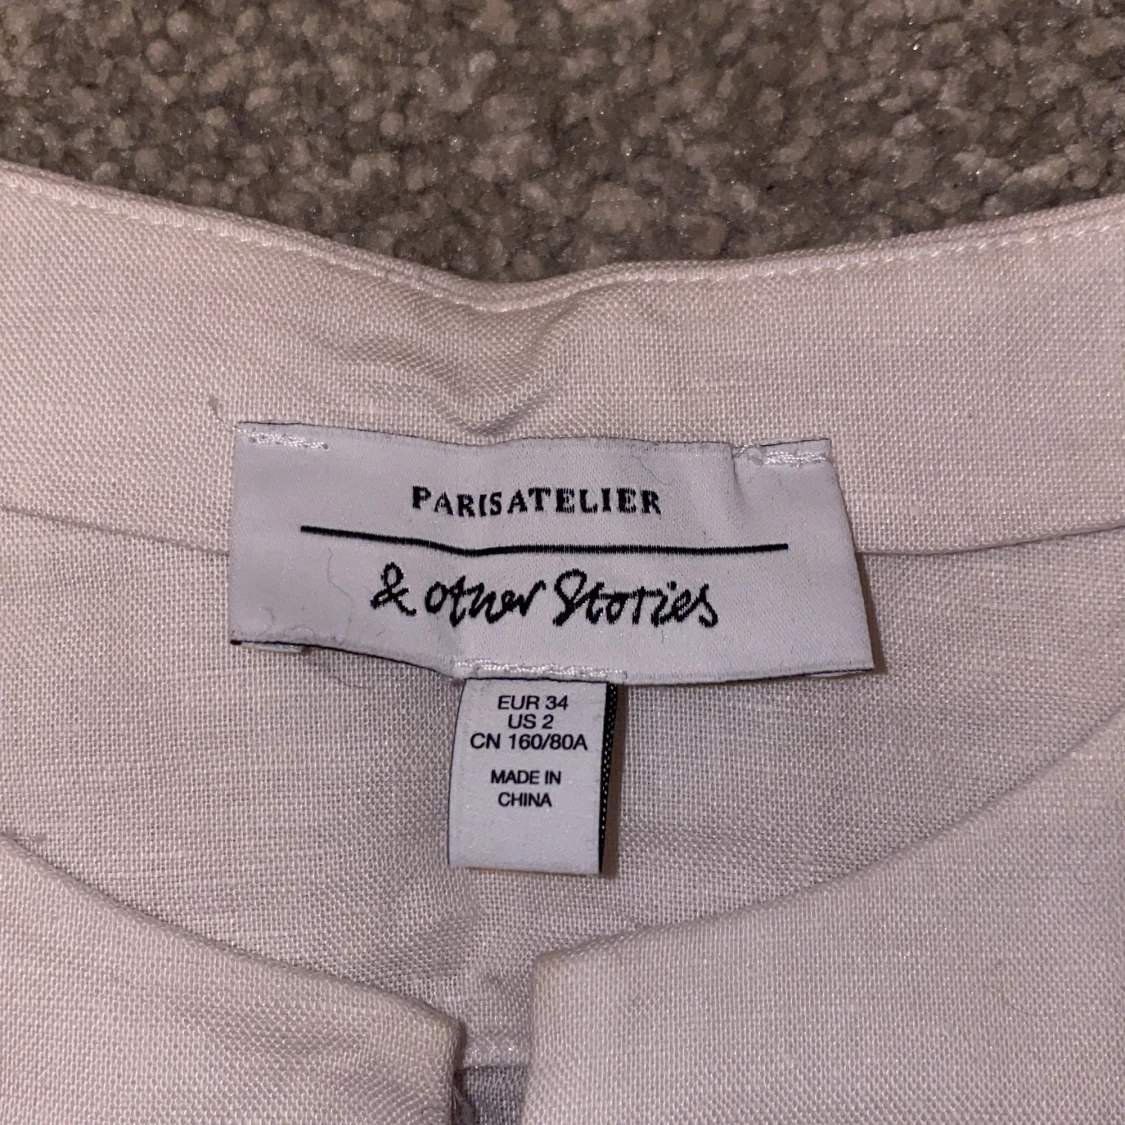 PARISATELIER
& other Stories
EUR 34
US 2
CN 160/80A
MADE IN
CHINA